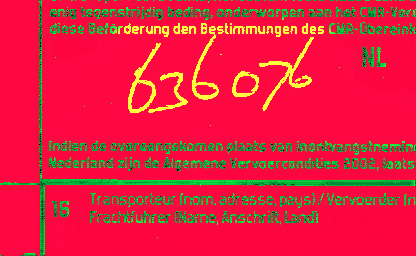 enig tegenstrijdig beding, onderworpen aan het CMR-Ver
diese Beförderung den Bestimmungen des CMR-Übereink
NL
636076
Indien de overeengekomen plaats van inontvangstneming
Nederland zijn de Algemene Vervoercondities 2002, laats
16
Transporteur (nom, adresse, pays) / Vervoerder (n
Frachtführer (Name, Anschrift, Land)